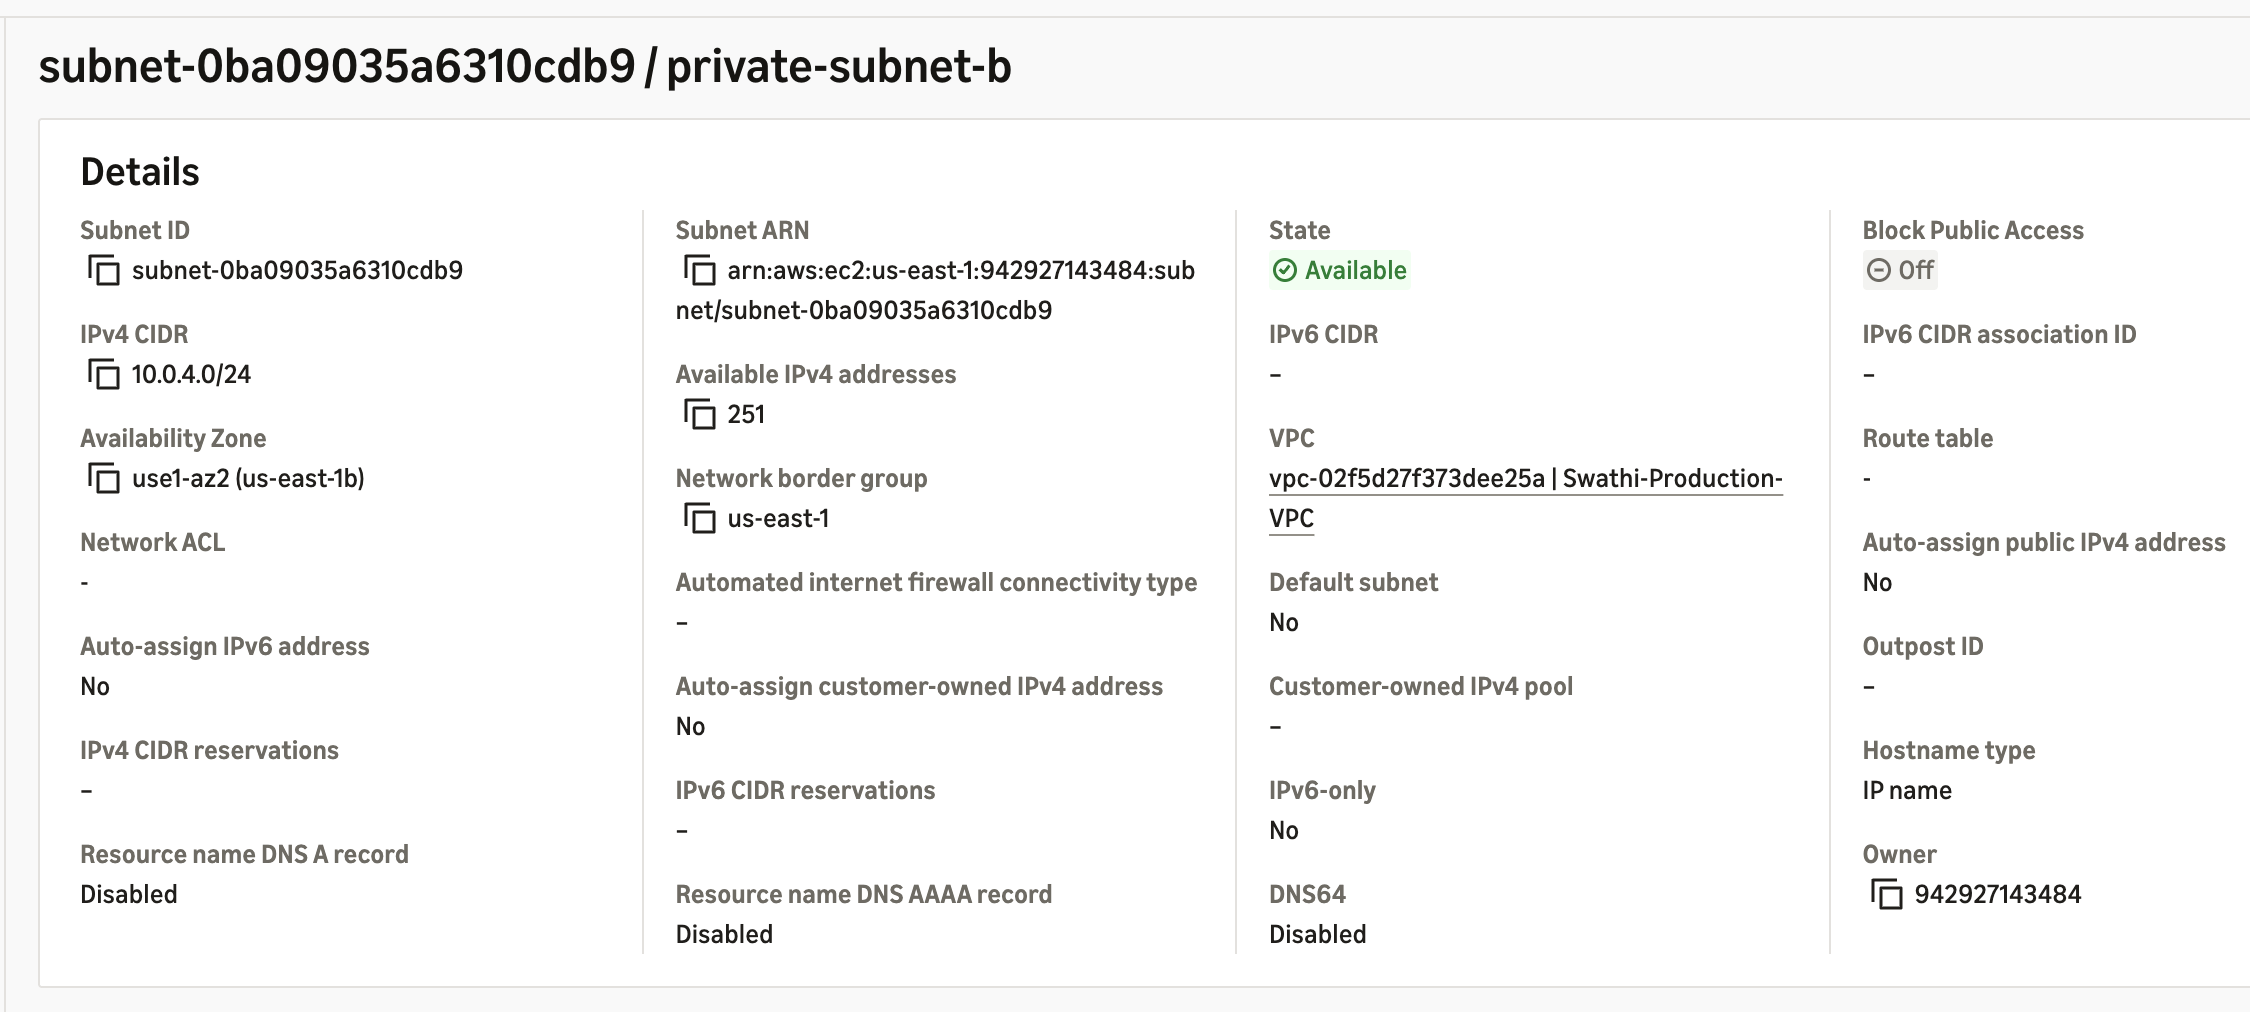 subnet-0ba09035a6310cdb9 / private-subnet-b
Details
Subnet ID
subnet-0ba09035a6310cdb9
IPv4 CIDR
10.0.4.0/24
Availability Zone
use1-az2 (us-east-1b)
Network ACL
-
Auto-assign IPv6 address
No
IPv4 CIDR reservations
–
Resource name DNS A record
Disabled
Subnet ARN
arn:aws:ec2:us-east-1:942927143484:sub
net/subnet-0ba09035a6310cdb9
Available IPv4 addresses
251
Network border group
us-east-1
Automated internet firewall connectivity type
–
Auto-assign customer-owned IPv4 address
No
IPv6 CIDR reservations
–
Resource name DNS AAAA record
Disabled
State
Available
IPv6 CIDR
–
VPC
vpc-02f5d27f373dee25a | Swathi-Production-
VPC
Default subnet
No
Customer-owned IPv4 pool
–
IPv6-only
No
DNS64
Disabled
Block Public Access
Off
IPv6 CIDR association ID
–
Route table
-
Auto-assign public IPv4 address
No
Outpost ID
–
Hostname type
IP name
Owner
942927143484